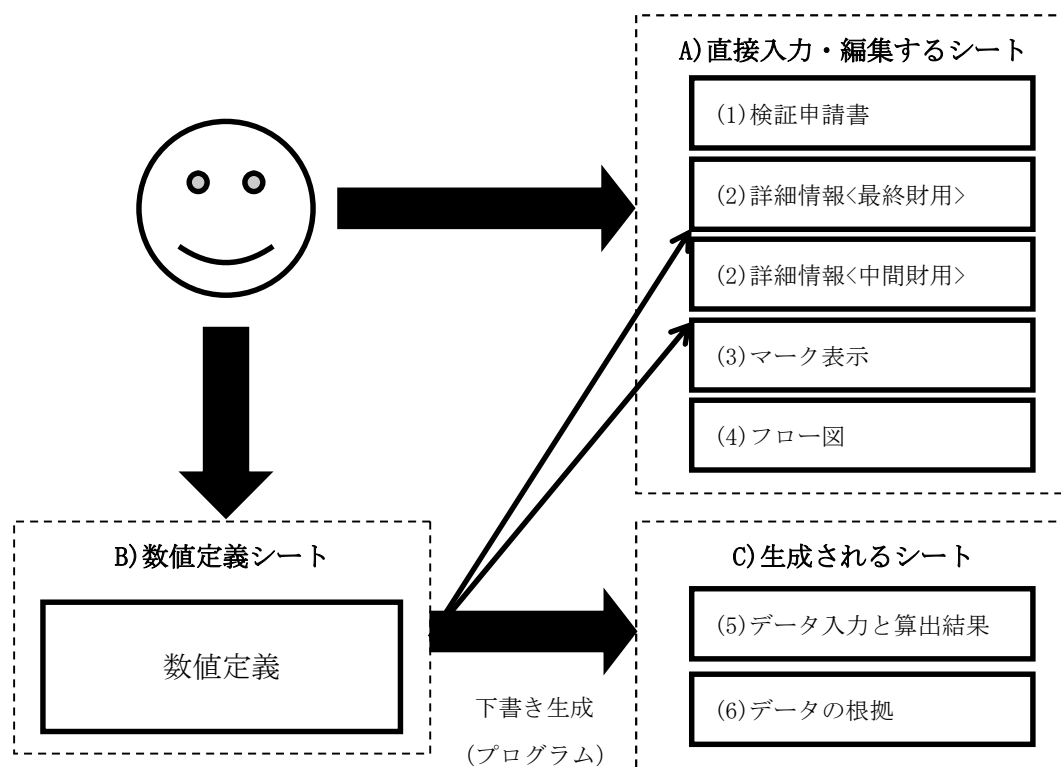 A)直接入力・編集するシート
(1)検証申請書
(2)詳細情報<最終財用>
(2)詳細情報<中間財用>
(3)マーク表示
(4)フロー図
B)数値定義シート
数値定義
下書き生成
(プログラム)
C)生成されるシート
(5)データ入力と算出結果
(6)データの根拠